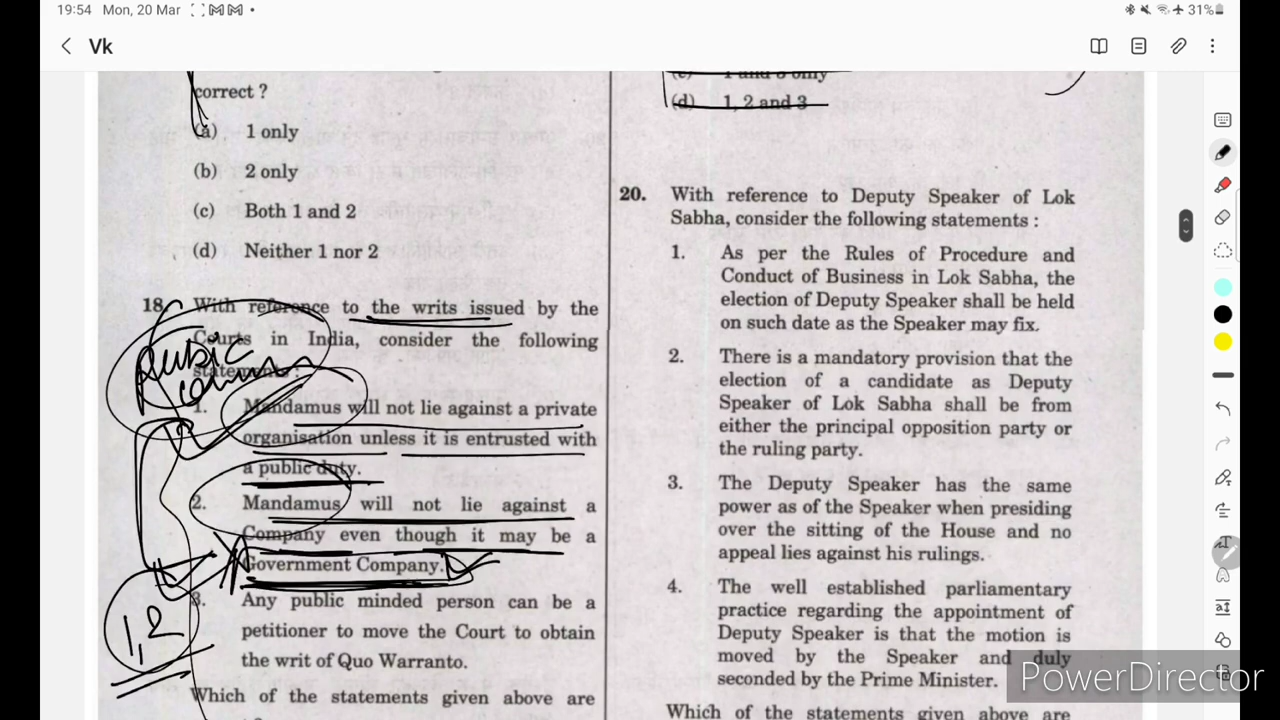 19:54 Mon, 20 Mar
31%
Vk
correct ?
(a) 1 only
(b) 2 only
(c) Both 1 and 2
(d) Neither 1 nor 2
18. With reference to the writs issued by the
Courts in India, consider the following
statements :
1. Mandamus will not lie against a private
organisation unless it is entrusted with
a public duty.
2. Mandamus will not lie against a
Company even though it may be a
Government Company.
3. Any public minded person can be a
petitioner to move the Court to obtain
the writ of Quo Warranto.
Which of the statements given above are
1,2
(c) 1 and 3 only
(d) 1, 2 and 3
20. With reference to Deputy Speaker of Lok
Sabha, consider the following statements :
1. As per the Rules of Procedure and
Conduct of Business in Lok Sabha, the
election of Deputy Speaker shall be held
on such date as the Speaker may fix.
2. There is a mandatory provision that the
election of a candidate as Deputy
Speaker of Lok Sabha shall be from
either the principal opposition party or
the ruling party.
3. The Deputy Speaker has the same
power as of the Speaker when presiding
over the sitting of the House and no
appeal lies against his rulings.
4. The well established parliamentary
practice regarding the appointment of
Deputy Speaker is that the motion is
moved by the Speaker and duly
seconded by the Prime Minister.
Which of the statements given above are
PowerDirector